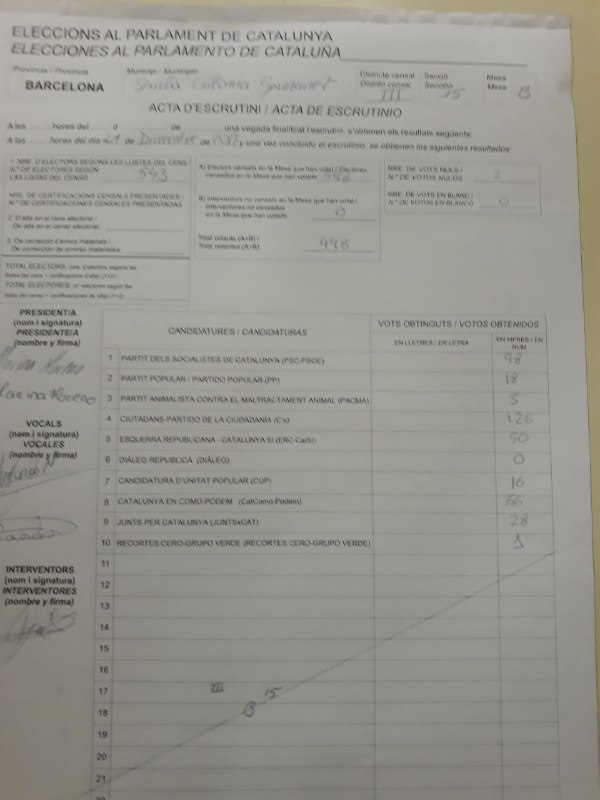 ELECCIONS AL PARLAMENT DE CATALUNYA
ELECCIONES AL PARLAMENTO DE CATALUÑA
Província / Provincia Municipi / Municipio Districte censal Secció Mesa
BARCELONA Santa Coloma Gramanet Distrito censal III Sección 15 Mesa B
ACTA D'ESCRUTINI / ACTA DE ESCRUTINIO
A les hores del d de una vegada finalitzat l'escrutini, s'obtenen els resultats següents:
A las horas del día 21 de Diciembre de y una vez concluido el escrutinio, se obtienen los siguientes resultados:
1. NRE. D'ELECTORS SEGONS LES LLISTES DEL CENS /
N.º DE ELECTORES SEGÚN
LAS LISTAS DEL CENSO 543
NRE. DE CERTIFICACIONS CENSALS PRESENTADES /
N.º DE CERTIFICACIONES CENSALES PRESENTADAS
2. D'alta en el cens electoral /
De alta en el censo electoral
3. De correcció d'errors materials /
De corrección de errores materiales
TOTAL ELECTORS (nre. d'electors segons les
llistes del cens + certificacions d'alta) (1+2) /
TOTAL ELECTORES (n.º electores según las
listas del censo + certificaciones de alta) (1+2)
A) Electors censats en la Mesa que han votat / Electores
censados en la Mesa que han votado 448
B) Interventors no censats en la Mesa que han votat /
Interventores no censados
en la Mesa que han votado 0
Total votants (A+B) /
Total votantes (A+B) 448
NRE. DE VOTS NULS /
N.º DE VOTOS NULOS 2
NRE. DE VOTS EN BLANC /
N.º DE VOTOS EN BLANCO 0
PRESIDENT/A
(nom i signatura)
PRESIDENTE/A
(nombre y firma)
Marina Moreno
VOCALS
(nom i signatura)
VOCALES
(nombre y firma)
INTERVENTORS
(nom i signatura)
INTERVENTORES
(nombre y firma)
CANDIDATURES / CANDIDATURAS VOTS OBTINGUTS / VOTOS OBTENIDOS
EN LLETRES / EN LETRA EN XIFRES / EN NÚM.
1 PARTIT DELS SOCIALISTES DE CATALUNYA (PSC-PSOE) 98
2 PARTIT POPULAR / PARTIDO POPULAR (PP) 18
3 PARTIT ANIMALISTA CONTRA EL MALTRACTAMENT ANIMAL (PACMA) 5
4 CIUTADANS-PARTIDO DE LA CIUDADANÍA (C's) 126
5 ESQUERRA REPUBLICANA - CATALUNYA SÍ (ERC-CatSí) 90
6 DIÀLEG REPUBLICÀ (DIÀLEG) 0
7 CANDIDATURA D'UNITAT POPULAR (CUP) 16
8 CATALUNYA EN COMÚ-PODEM (CatComú-Podem) 66
9 JUNTS PER CATALUNYA (JUNTSxCAT) 28
10 RECORTES CERO-GRUPO VERDE (RECORTES CERO-GRUPO VERDE) 1
11
12
13
14
15
16
17 III 15
18 B
19
20
21
22